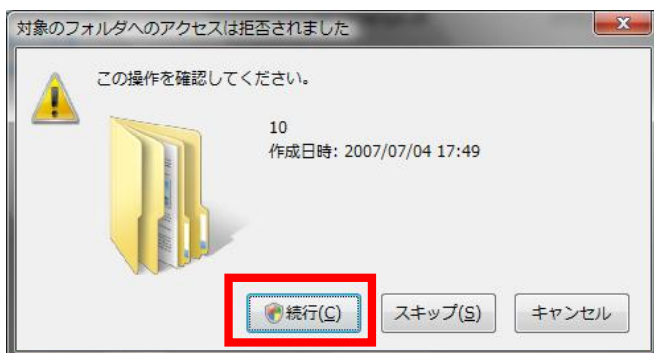 対象のフォルダへのアクセスは拒否されました
この操作を確認してください。
10
作成日時: 2007/07/04 17:49
続行(C)
スキップ(S)
キャンセル